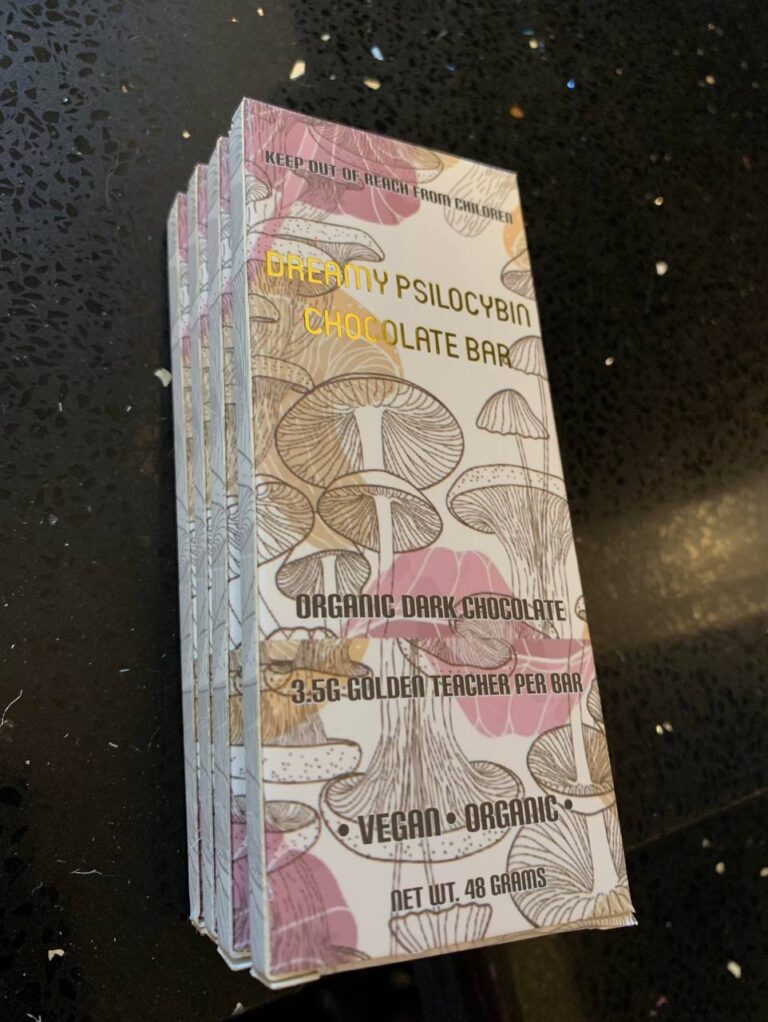 KEEP OUT OF REACH FROM CHILDREN
DREAMY PSILOCYBIN
CHOCOLATE BAR
ORGANIC DARK CHOCOLATE
3.5G GOLDEN TEACHER PER BAR
• VEGAN • ORGANIC •
NET WT. 48 GRAMS